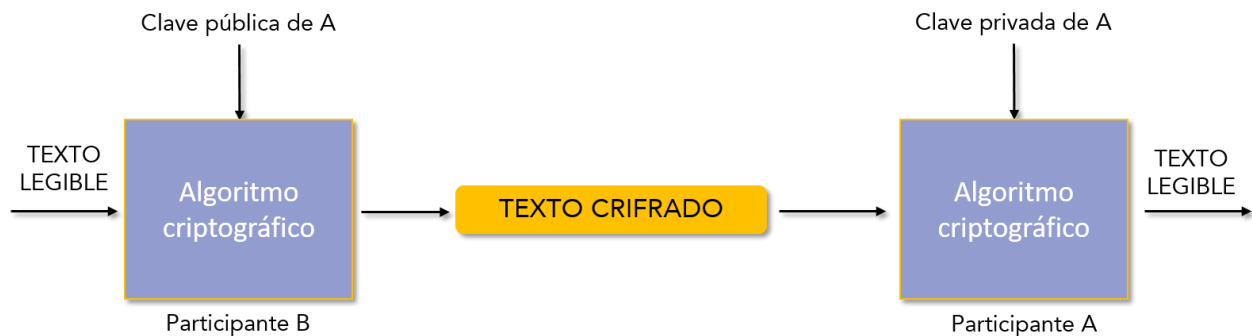 Clave pública de A
Clave privada de A
TEXTO
LEGIBLE
Algoritmo
criptográfico
TEXTO CRIFRADO
Algoritmo
criptográfico
TEXTO
LEGIBLE
Participante B
Participante A